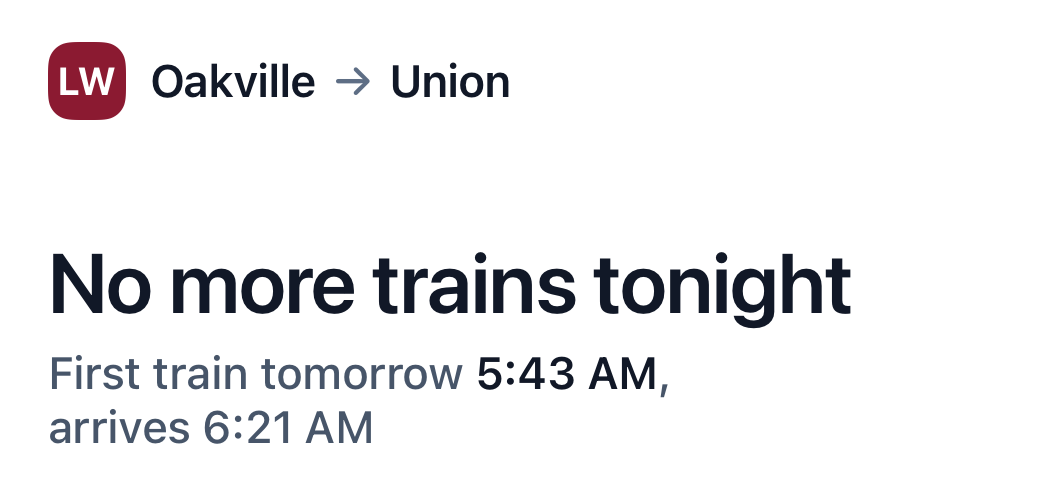 LW Oakville → Union
No more trains tonight
First train tomorrow 5:43 AM,
arrives 6:21 AM